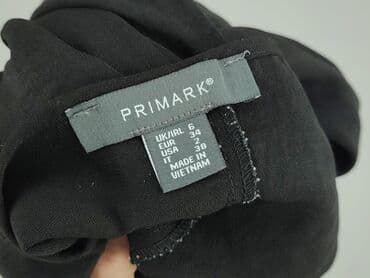 PRIMARK®
UK/IRL 6
EUR 34
USA 2
IT 38
MADE IN
VIETNAM